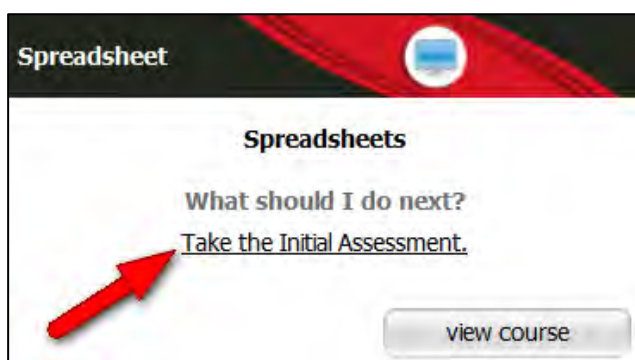 Spreadsheet
Spreadsheets
What should I do next?
Take the Initial Assessment.
view course